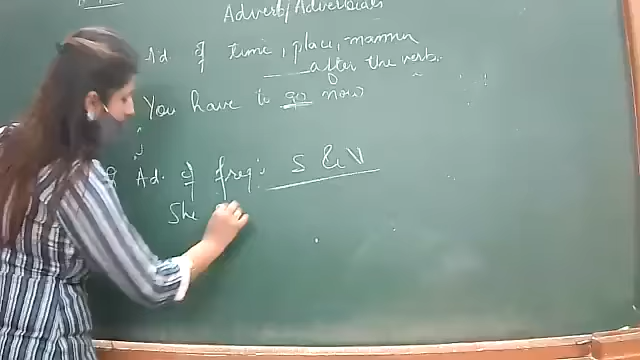 Adverb/Adverbials
Ad. of time, place, manner
after the verb.
You have to go now
Ad. of freq: S & V
She